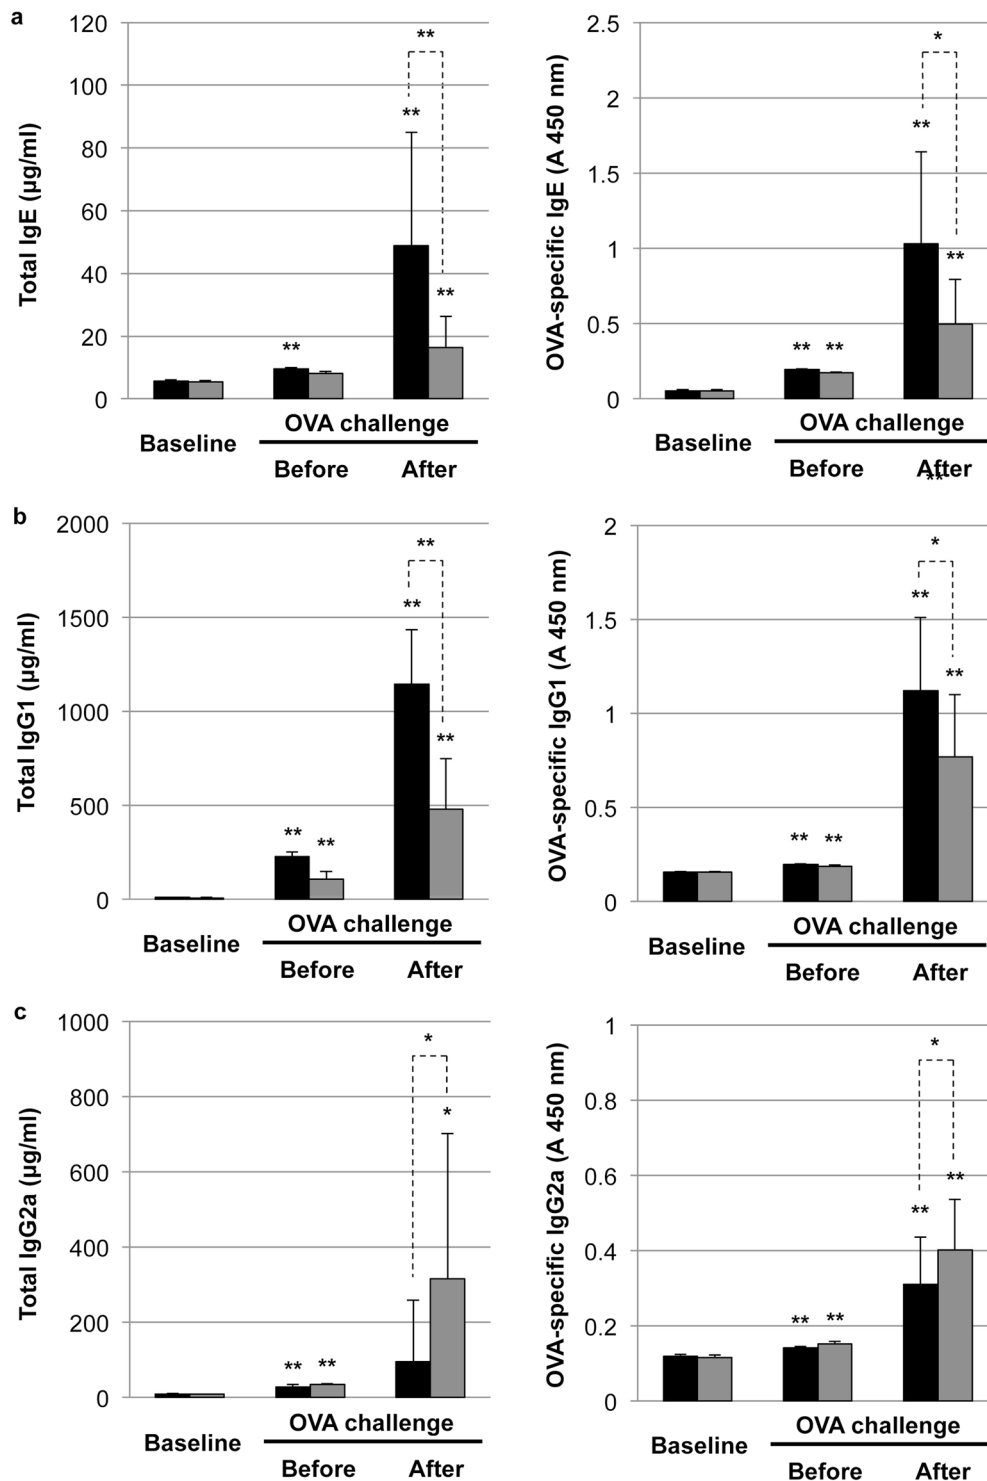 a
Total IgE (µg/ml)
120
100
80
60
40
20
0
**
**
**
**
Baseline
OVA challenge
Before
After
OVA-specific IgE (A 450 nm)
2.5
2
1.5
1
0.5
0
*
**
**
**
**
Baseline
OVA challenge
Before
After
**
b
Total IgG1 (µg/ml)
2000
1500
1000
500
0
**
**
**
**
**
Baseline
OVA challenge
Before
After
OVA-specific IgG1 (A 450 nm)
2
1.5
1
0.5
0
*
**
**
**
**
Baseline
OVA challenge
Before
After
c
Total IgG2a (µg/ml)
1000
800
600
400
200
0
*
*
**
**
Baseline
OVA challenge
Before
After
OVA-specific IgG2a (A 450 nm)
1
0.8
0.6
0.4
0.2
0
*
**
**
**
**
Baseline
OVA challenge
Before
After